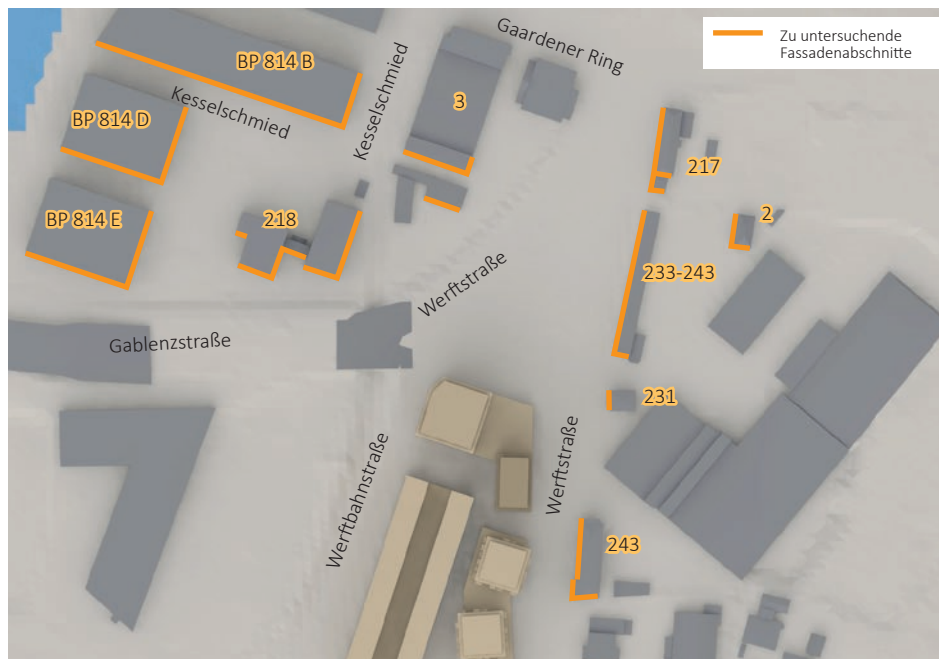 Gaardener Ring
Zu untersuchende
Fassadenabschnitte
BP 814 B
Kesselschmied
Kesselschmied
3
BP 814 D
217
BP 814 E
218
2
Werftstraße
233-243
Gablenzstraße
231
Werftbahnstraße
Werftstraße
243